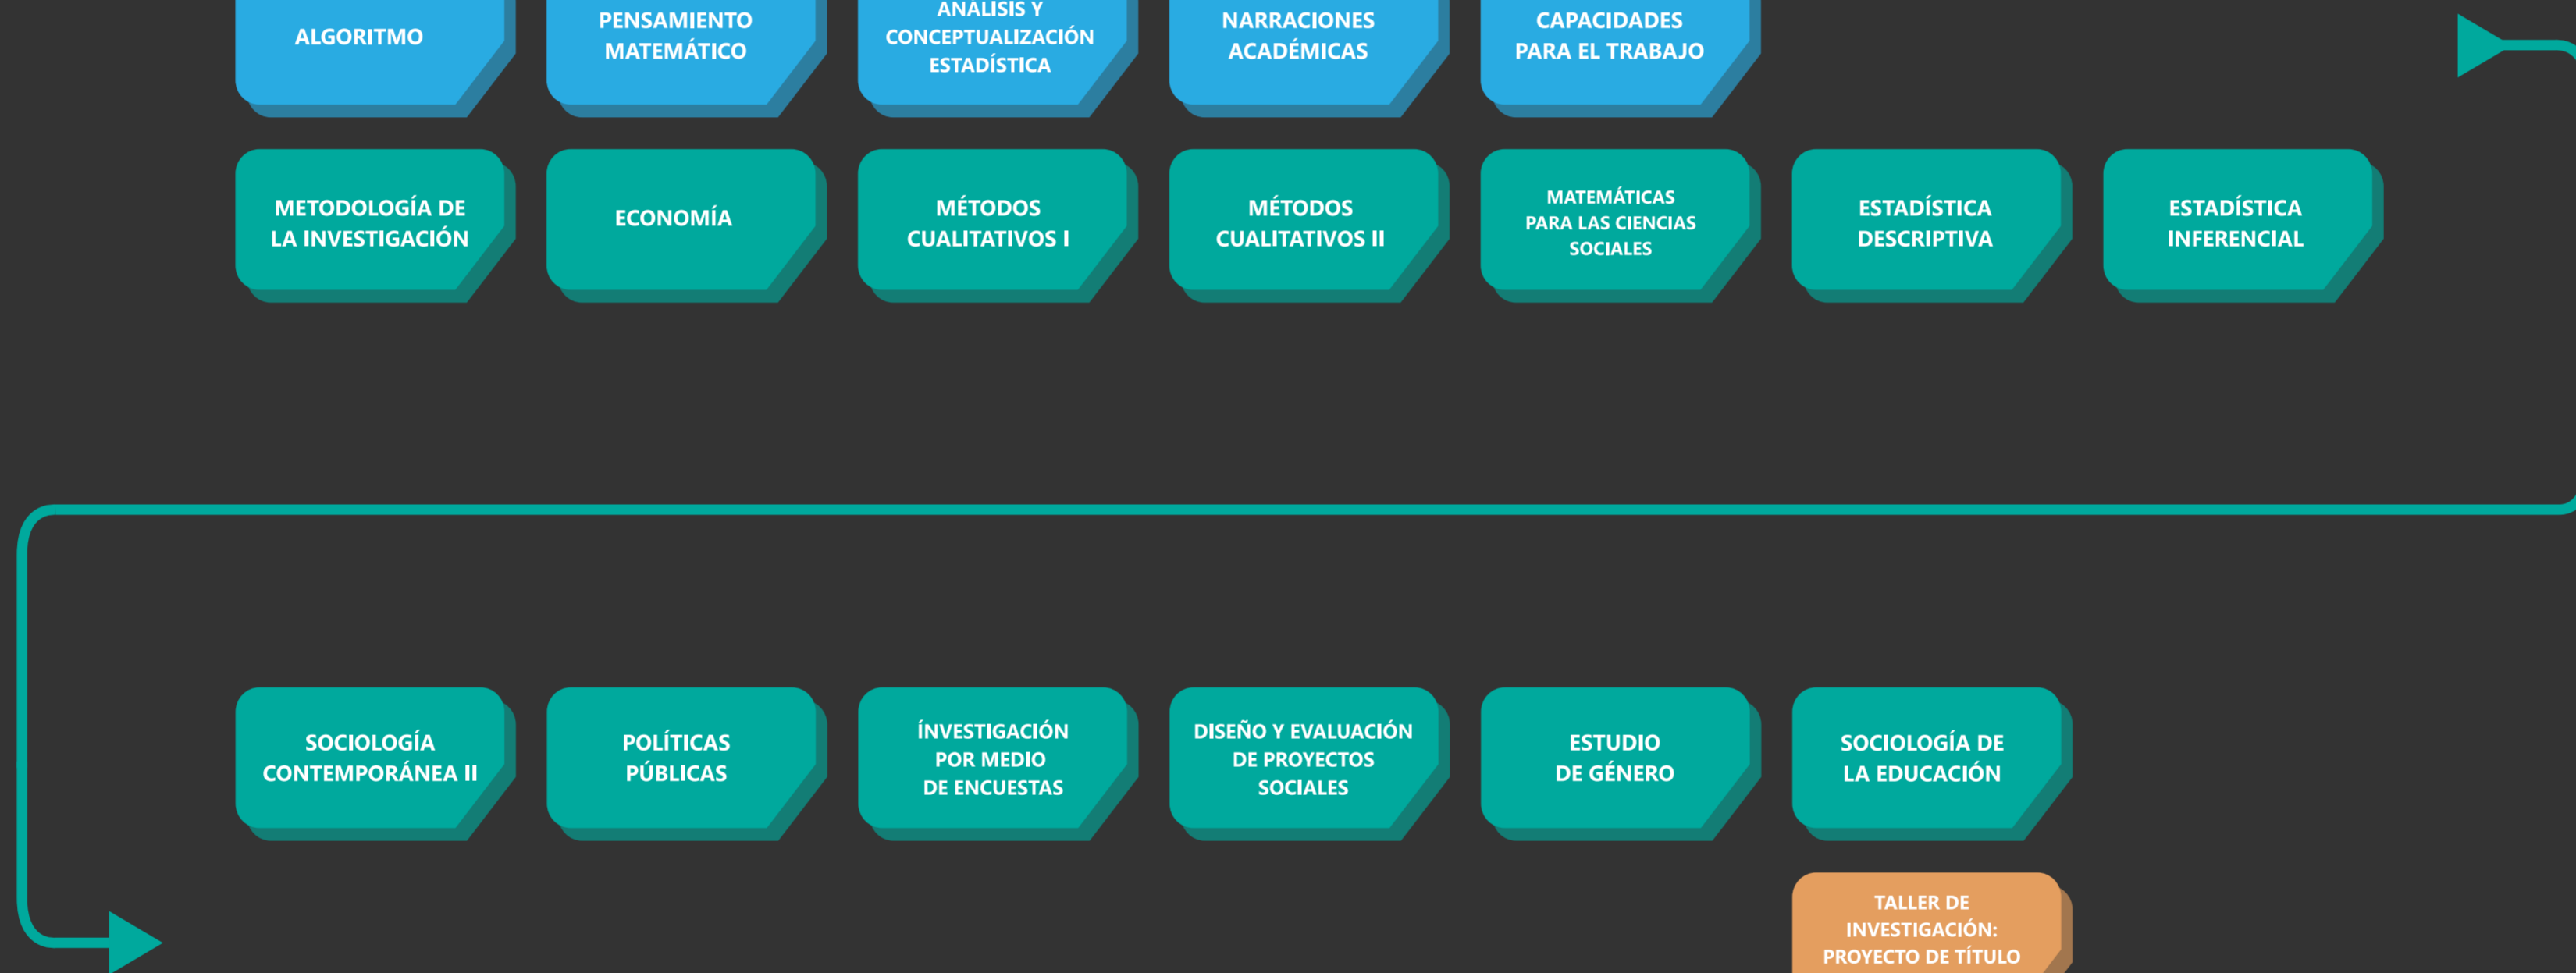 ALGORITMO
PENSAMIENTO
MATEMÁTICO
ANÁLISIS Y
CONCEPTUALIZACIÓN
ESTADÍSTICA
NARRACIONES
ACADÉMICAS
CAPACIDADES
PARA EL TRABAJO
METODOLOGÍA DE
LA INVESTIGACIÓN
ECONOMÍA
MÉTODOS
CUALITATIVOS I
MÉTODOS
CUALITATIVOS II
MATEMÁTICAS
PARA LAS CIENCIAS
SOCIALES
ESTADÍSTICA
DESCRIPTIVA
ESTADÍSTICA
INFERENCIAL
SOCIOLOGÍA
CONTEMPORÁNEA II
POLÍTICAS
PÚBLICAS
ÍNVESTIGACIÓN
POR MEDIO
DE ENCUESTAS
DISEÑO Y EVALUACIÓN
DE PROYECTOS
SOCIALES
ESTUDIO
DE GÉNERO
SOCIOLOGÍA DE
LA EDUCACIÓN
TALLER DE
INVESTIGACIÓN:
PROYECTO DE TÍTULO